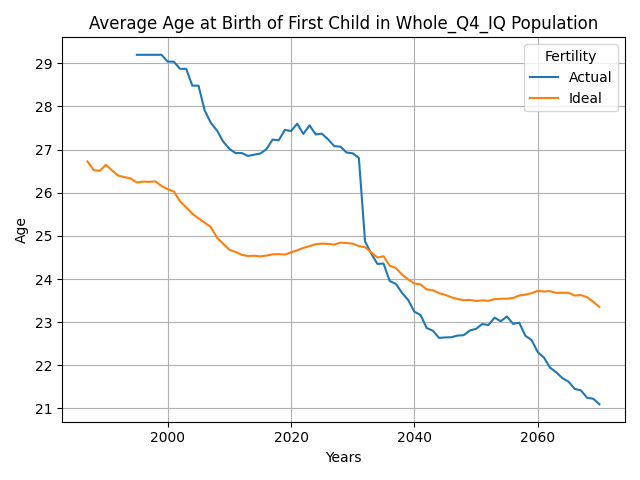 Average Age at Birth of First Child in Whole_Q4_IQ Population
Fertility
Actual
Ideal
Age
29
28
27
26
25
24
23
22
21
2000
2020
2040
2060
Years